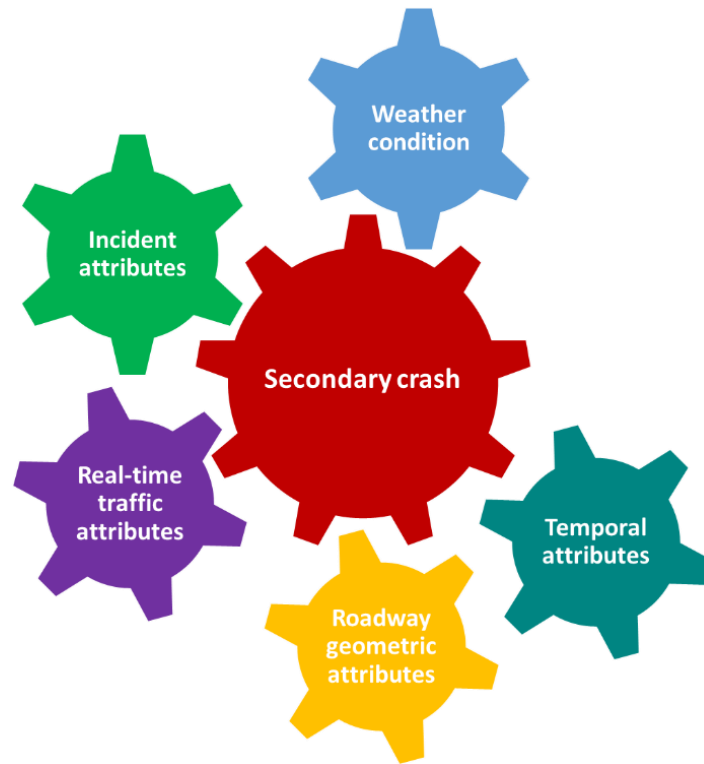 Weather
condition
Incident
attributes
Secondary crash
Real-time
traffic
attributes
Temporal
attributes
Roadway
geometric
attributes